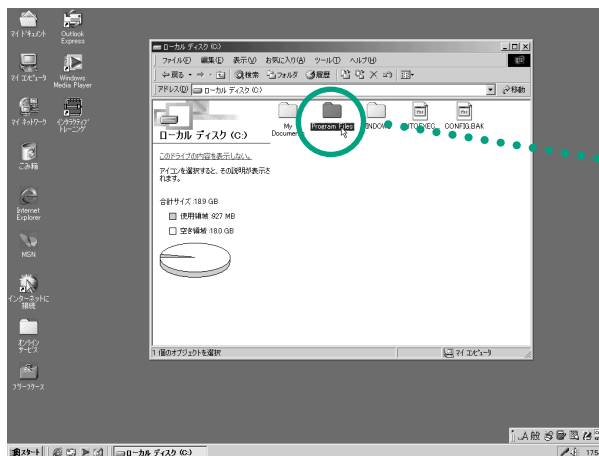 マイ ドキュメント
Outlook
Express
マイ コンピュータ
Windows
Media Player
マイ ネットワーク
インタラクティブ
トレーニング
ごみ箱
Internet
Explorer
MSN
インターネットに
接続
オンライン
サービス
ブリーフケース
ローカル ディスク (C:)
ファイル(F) 編集(E) 表示(V) お気に入り(A) ツール(T) ヘルプ(H)
戻る 検索 フォルダ 履歴
アドレス(D) ローカル ディスク (C:) 移動
ローカル ディスク (C:)
このドライブの内容を表示しない。
アイコンを選択すると、その説明が表示さ
れます。
合計サイズ: 18.9 GB
使用領域: 927 MB
空き領域: 18.0 GB
My
Documents
Program Files
WINDOWS
AUTOEXEC
CONFIG.BAK
1 個のオブジェクトを選択
マイ コンピュータ
A 般
スタート
ローカル ディスク (C:)